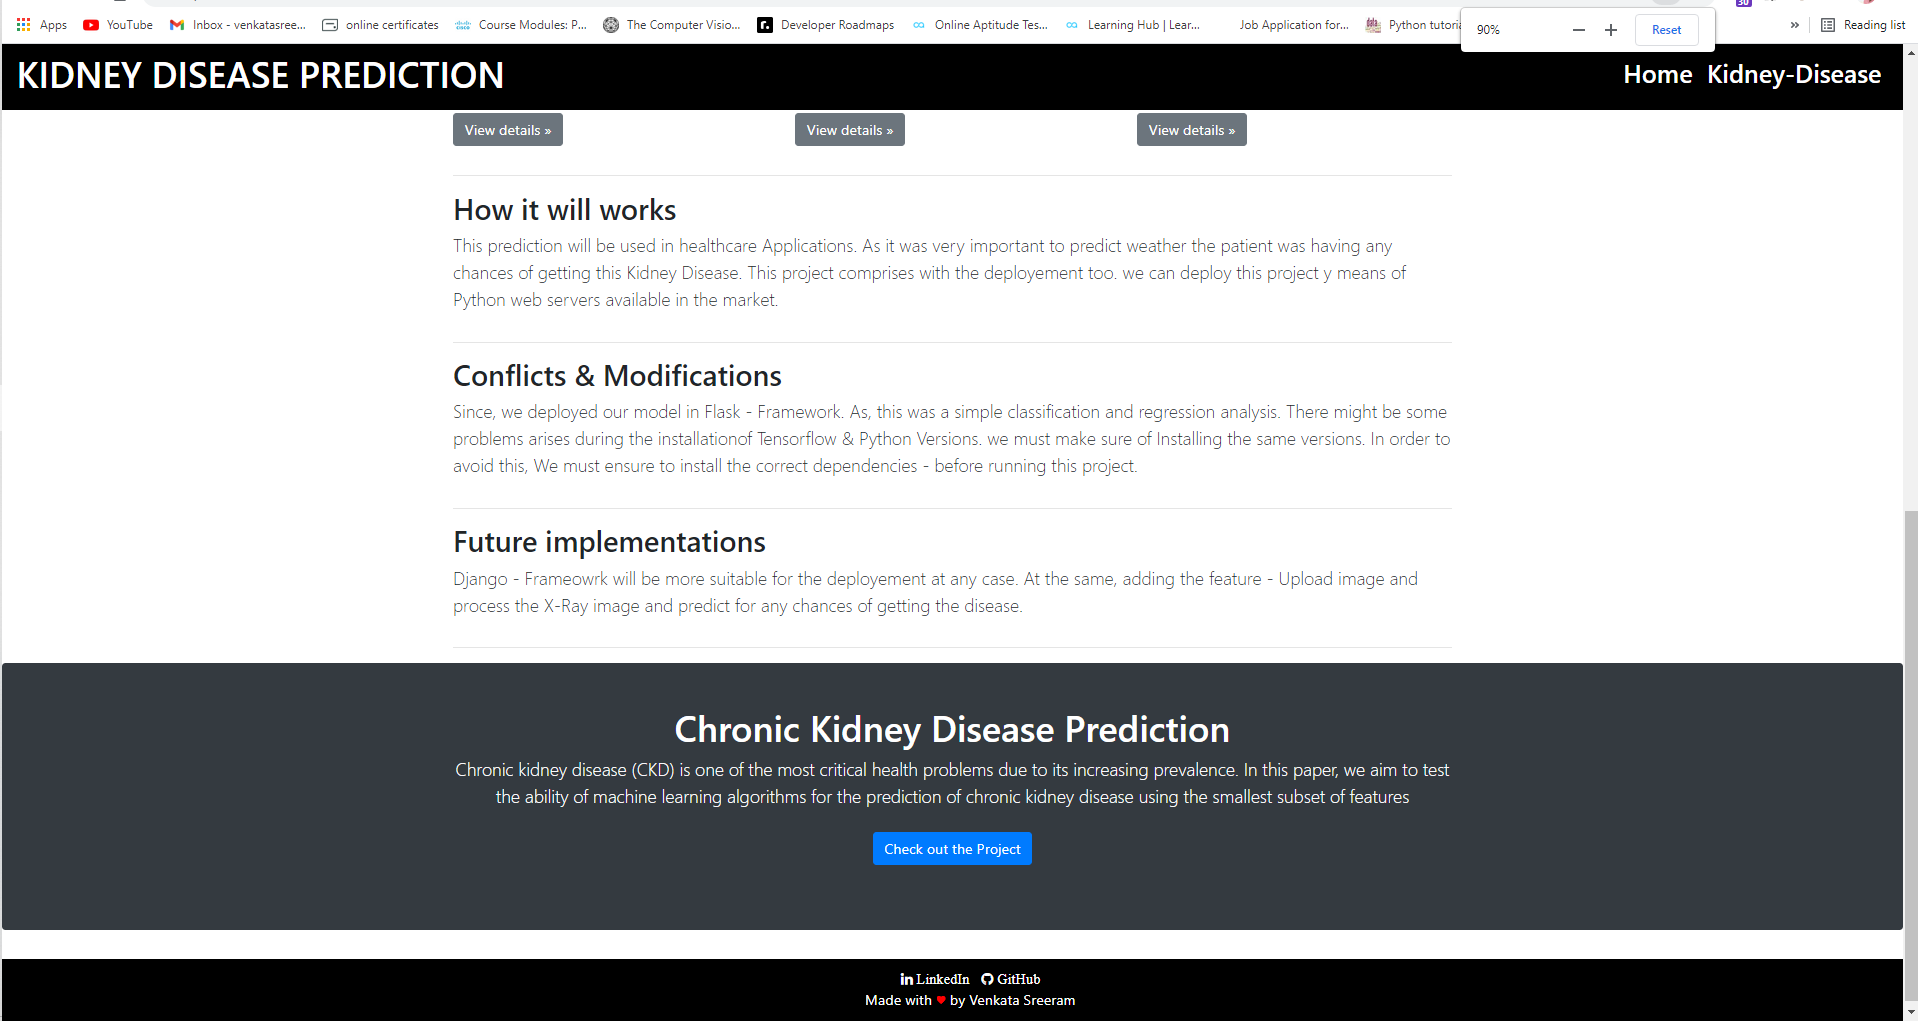 Apps YouTube Inbox - venkatasree... online certificates Course Modules: P... The Computer Visio... Developer Roadmaps Online Aptitude Tes... Learning Hub | Lear... Job Application for... Python tutoria » Reading list
90% Reset
KIDNEY DISEASE PREDICTION Home Kidney-Disease
View details » View details » View details »
How it will works
This prediction will be used in healthcare Applications. As it was very important to predict weather the patient was having any
chances of getting this Kidney Disease. This project comprises with the deployement too. we can deploy this project y means of
Python web servers available in the market.
Conflicts & Modifications
Since, we deployed our model in Flask - Framework. As, this was a simple classification and regression analysis. There might be some
problems arises during the installationof Tensorflow & Python Versions. we must make sure of Installing the same versions. In order to
avoid this, We must ensure to install the correct dependencies - before running this project.
Future implementations
Django - Frameowrk will be more suitable for the deployement at any case. At the same, adding the feature - Upload image and
process the X-Ray image and predict for any chances of getting the disease.
Chronic Kidney Disease Prediction
Chronic kidney disease (CKD) is one of the most critical health problems due to its increasing prevalence. In this paper, we aim to test
the ability of machine learning algorithms for the prediction of chronic kidney disease using the smallest subset of features
Check out the Project
LinkedIn GitHub
Made with ♥ by Venkata Sreeram